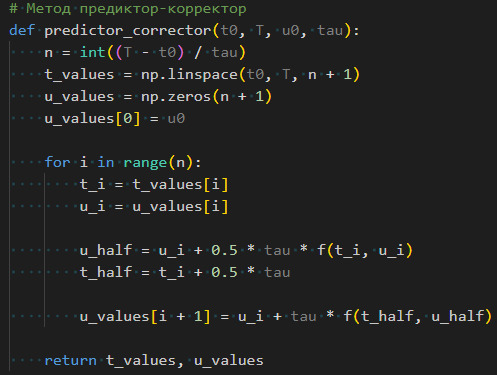 # Метод предиктор-корректор
def predictor_corrector(t0, T, u0, tau):
    n = int((T - t0) / tau)
    t_values = np.linspace(t0, T, n + 1)
    u_values = np.zeros(n + 1)
    u_values[0] = u0

    for i in range(n):
        t_i = t_values[i]
        u_i = u_values[i]

        u_half = u_i + 0.5 * tau * f(t_i, u_i)
        t_half = t_i + 0.5 * tau

        u_values[i + 1] = u_i + tau * f(t_half, u_half)

    return t_values, u_values